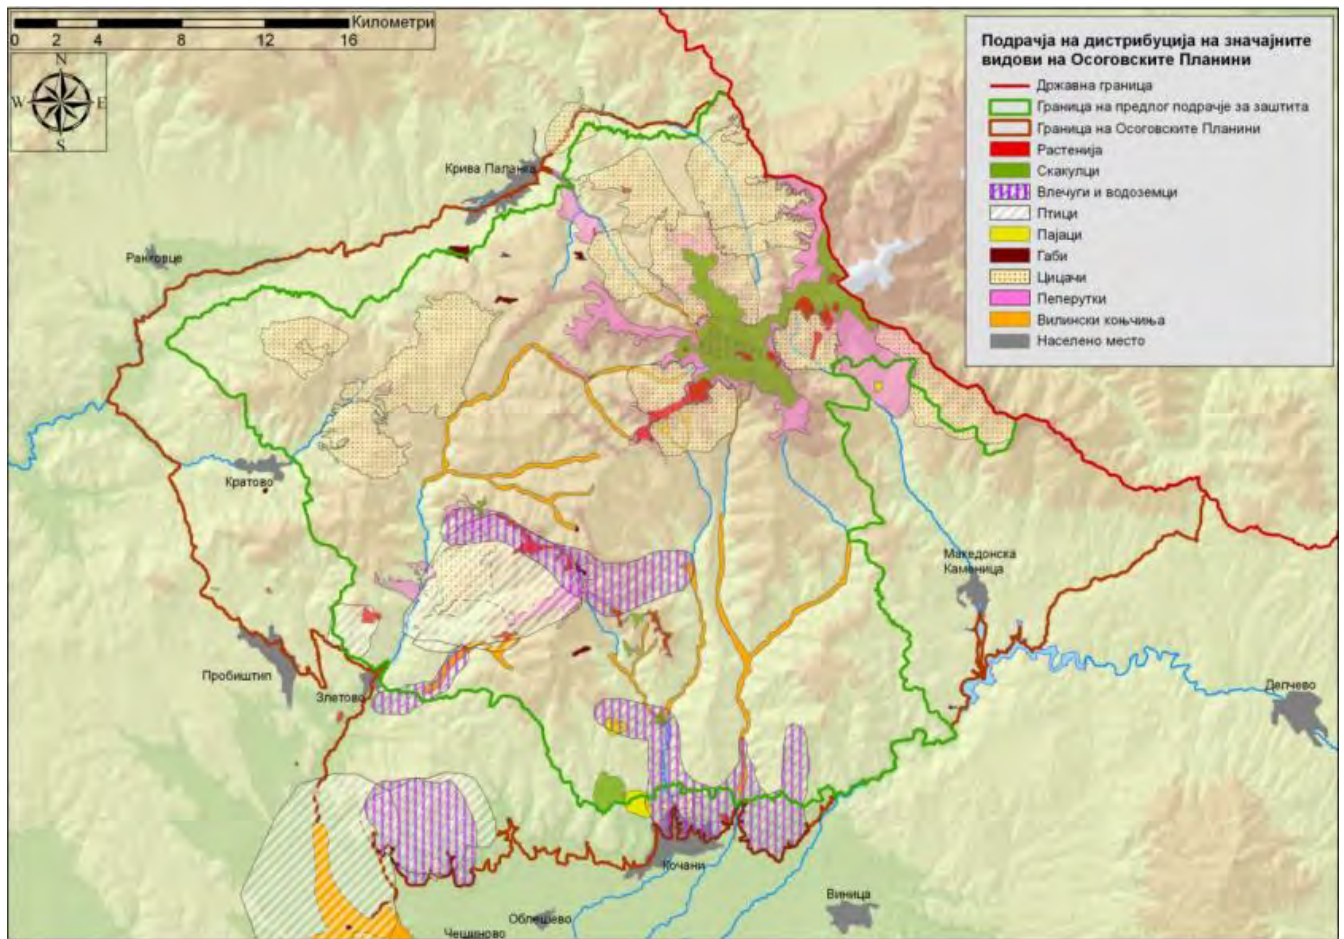 Километри
0 2 4 8 12 16
N
W E
S
Подрачја на дистрибуција на значајните
видови на Осоговските Планини
Државна граница
Граница на предлог подрачје за заштита
Граница на Осоговските Планини
Растенија
Скакулци
Влечуги и водоземци
Птици
Пајаци
Габи
Цицачи
Пеперутки
Вилински коњчиња
Населено место
Крива Паланка
Ранковце
Кратово
Македонска
Каменица
Пробиштип
Злетово
Делчево
Кочани
Виница
Облешево
Чешиново